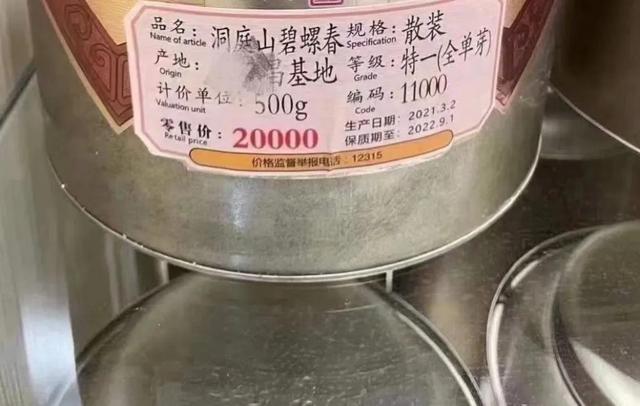 品名：洞庭山碧螺春 规格：散装
Name of article Specification
产地： 昌基地 等级：特一(全单芽)
Origin Grade
计价单位：500g 编码：11000
Valuation unit Code
零售价：20000 生产日期：2021.3.2
Retail price 保质期至：2022.9.1
价格监督举报电话：12315